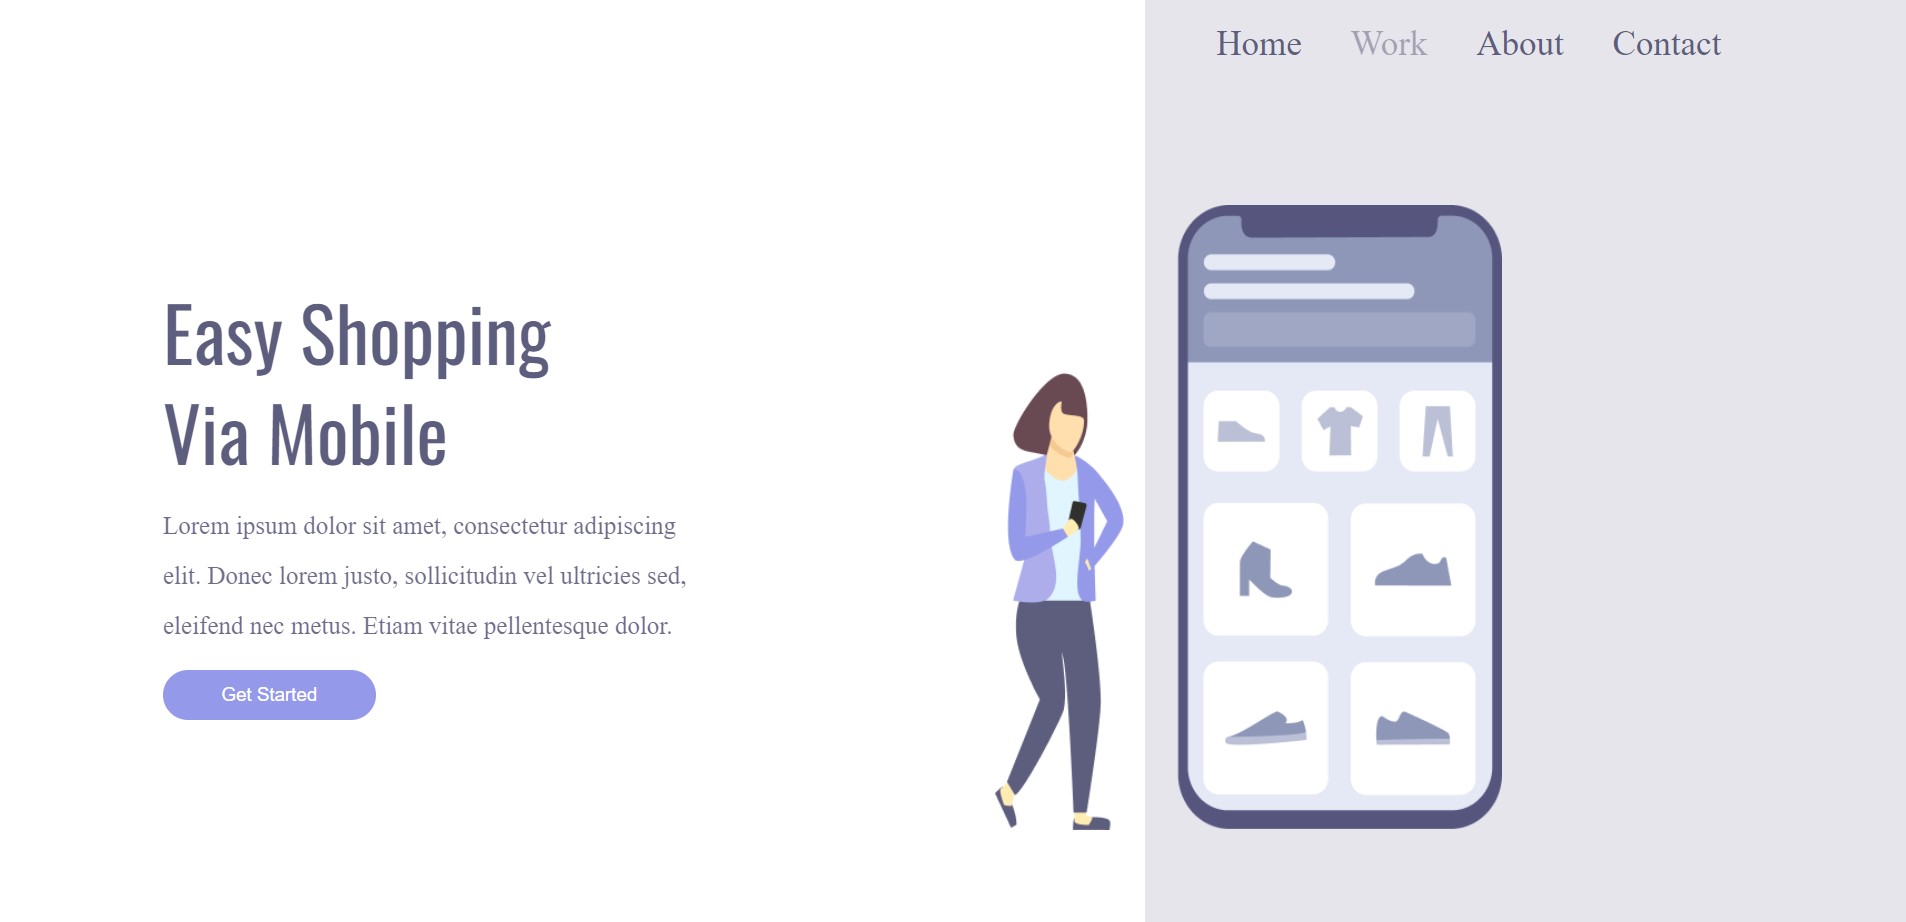 Home Work About Contact
Easy Shopping
Via Mobile
Lorem ipsum dolor sit amet, consectetur adipiscing
elit. Donec lorem justo, sollicitudin vel ultricies sed,
eleifend nec metus. Etiam vitae pellentesque dolor.
Get Started